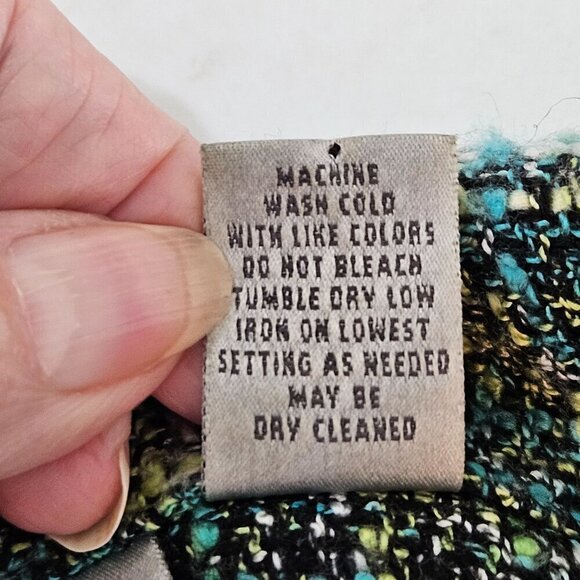 MACHINE
WASH COLD
WITH LIKE COLORS
DO NOT BLEACH
TUMBLE DRY LOW
IRON ON LOWEST
SETTING AS NEEDED
MAY BE
DRY CLEANED